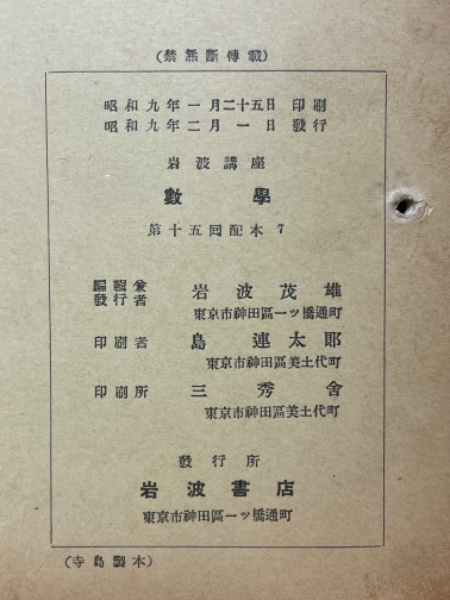 (禁無斷傳載)
昭和九年一月二十五日 印刷
昭和九年二月一日 發行
岩波講座
數學
第十五回配本 7
編輯兼
發行者 岩波茂雄
東京市神田區一ツ橋通町
印刷者 島連太郎
東京市神田區美土代町
印刷所 三秀舍
東京市神田區美土代町
發行所
岩波書店
東京市神田區一ツ橋通町
(寺島製本)